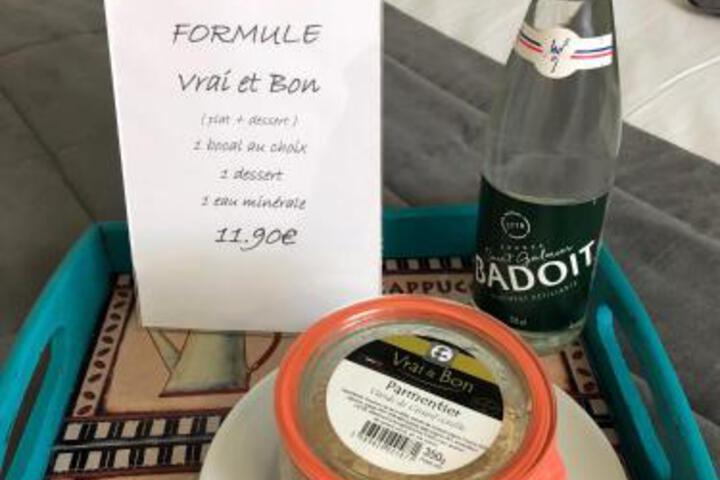 FORMULE
Vrai et Bon
(plat + dessert)
1 bocal au choix
1 dessert
1 eau minérale
11.90€
BADOIT
CAPPUC
Vrai & Bon
Parmentier
350g